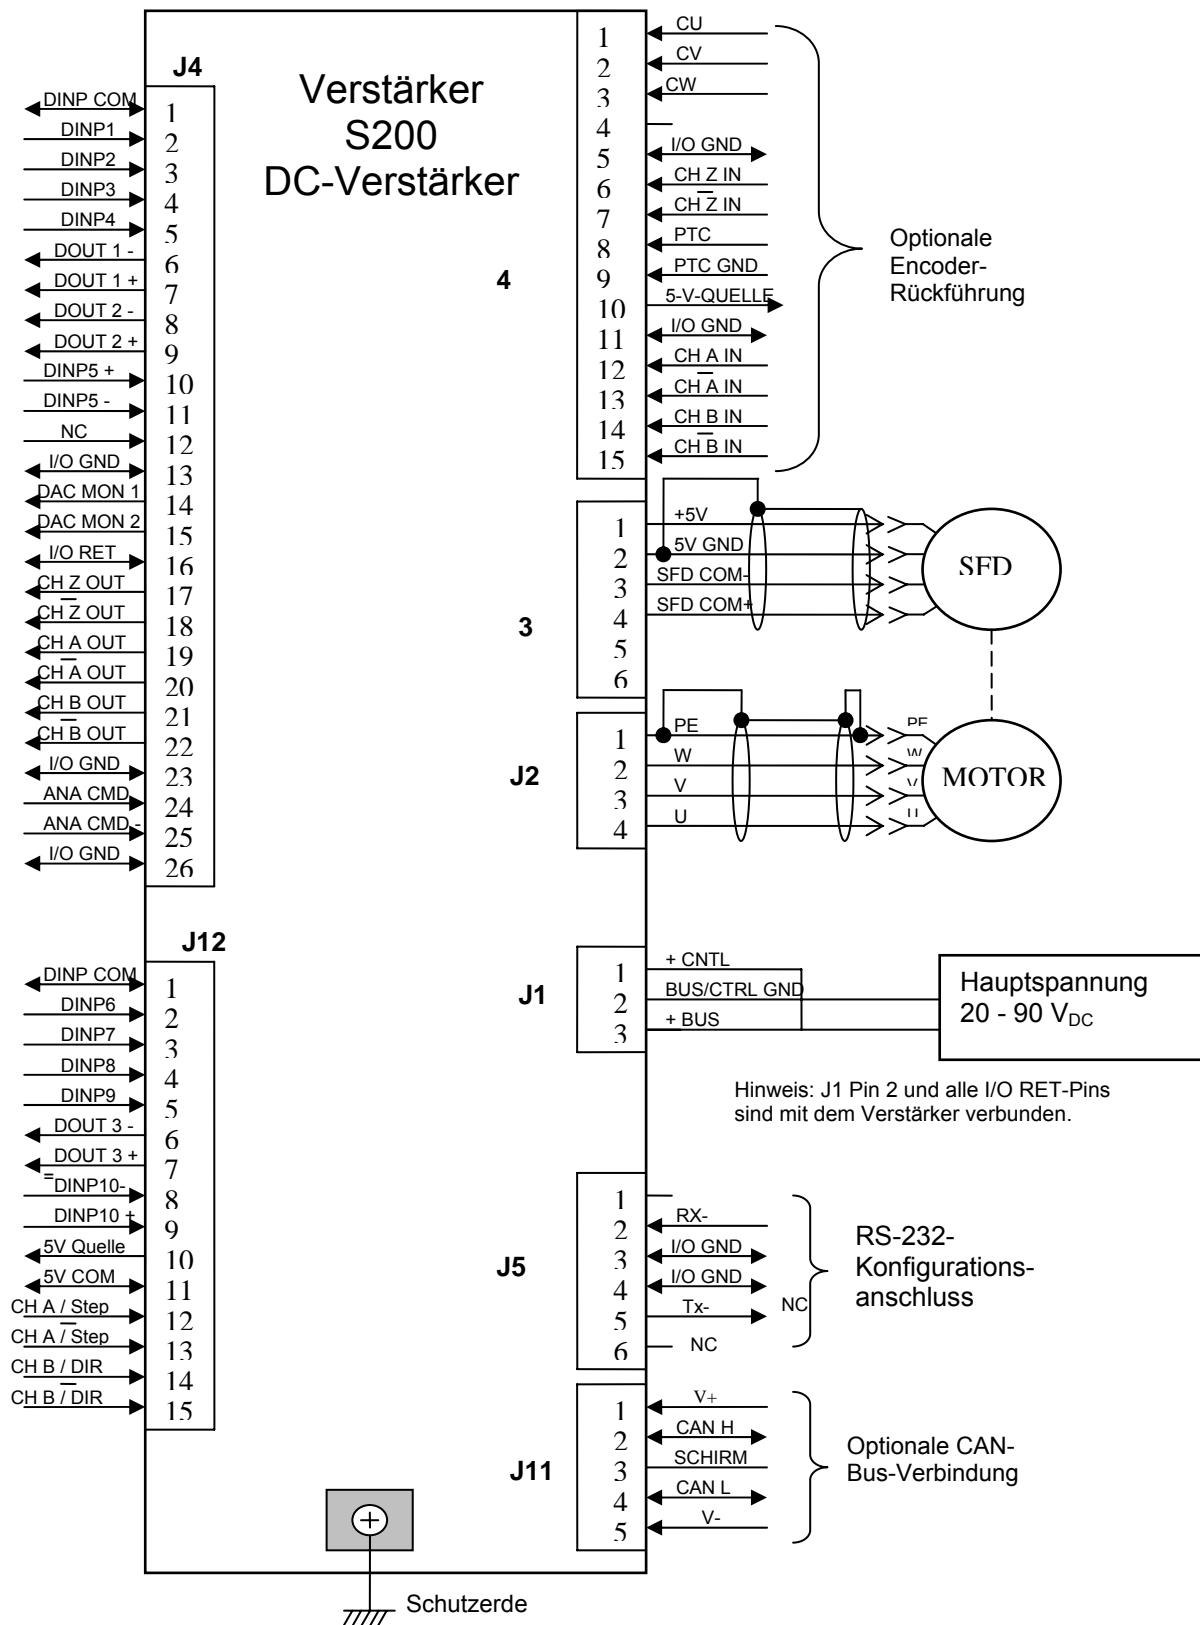 Verstärker
S200
DC-Verstärker
J4
DINP COM 1
DINP1 2
DINP2 3
DINP3 4
DINP4 5
DOUT 1 - 6
DOUT 1 + 7
DOUT 2 - 8
DOUT 2 + 9
DINP5 + 10
DINP5 - 11
NC 12
I/O GND 13
DAC MON 1 14
DAC MON 2 15
I/O RET 16
CH Z OUT 17
CH Z̅ OUT 18
CH A OUT 19
CH A̅ OUT 20
CH B OUT 21
CH B̅ OUT 22
I/O GND 23
ANA CMD 24
ANA CMD - 25
I/O GND 26
J12
DINP COM 1
DINP6 2
DINP7 3
DINP8 4
DINP9 5
DOUT 3 - 6
DOUT 3 + 7
=
DINP10- 8
DINP10 + 9
5V Quelle 10
5V COM 11
CH A / Step 12
CH A / Step 13
CH B / DIR 14
CH B / DIR 15
4
1 CU
2 CV
3 CW
4
5 I/O GND
6 CH Z IN
7 CH Z̅ IN
8 PTC
9 PTC GND
10 5-V-QUELLE
11 I/O GND
12 CH A IN
13 CH A̅ IN
14 CH B IN
15 CH B̅ IN
Optionale
Encoder-
Rückführung
3
1 +5V
2 5V GND
3 SFD COM-
4 SFD COM+
5
6
SFD
J2
1 PE PE
2 W W
3 V V
4 U U
MOTOR
J1
1 + CNTL
2 BUS/CTRL GND
3 + BUS
Hauptspannung
20 - 90 VDC
Hinweis: J1 Pin 2 und alle I/O RET-Pins
sind mit dem Verstärker verbunden.
J5
1
2 RX-
3 I/O GND
4 I/O GND
5 Tx- NC
6 NC
RS-232-
Konfigurations-
anschluss
J11
1 V+
2 CAN H
3 SCHIRM
4 CAN L
5 V-
Optionale CAN-
Bus-Verbindung
Schutzerde